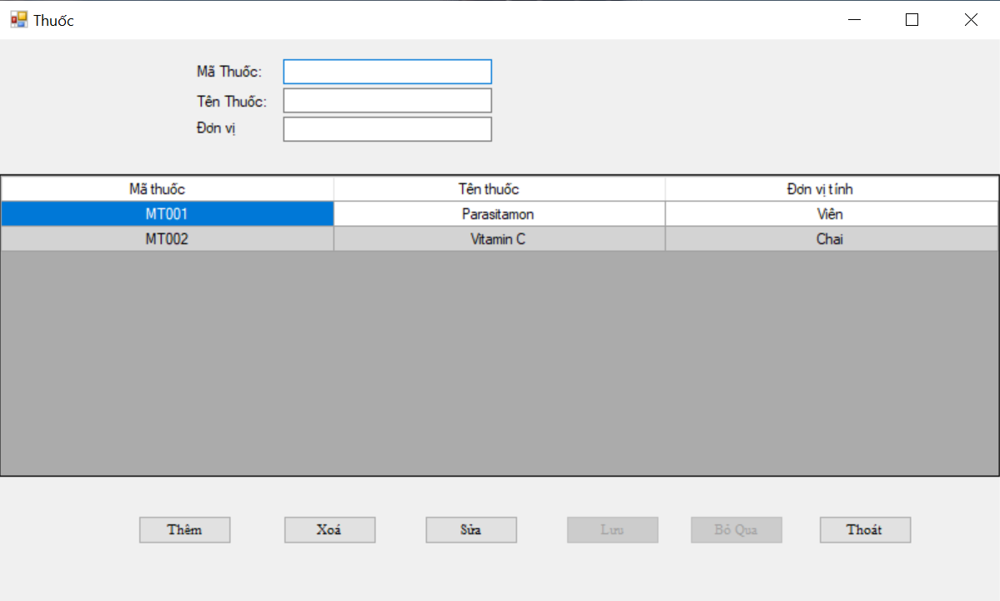 Thuốc
Mã Thuốc:
Tên Thuốc:
Đơn vị
Mã thuốc Tên thuốc Đơn vị tính
MT001 Parasitamon Viên
MT002 Vitamin C Chai
Thêm Xoá Sửa Lưu Bỏ Qua Thoát